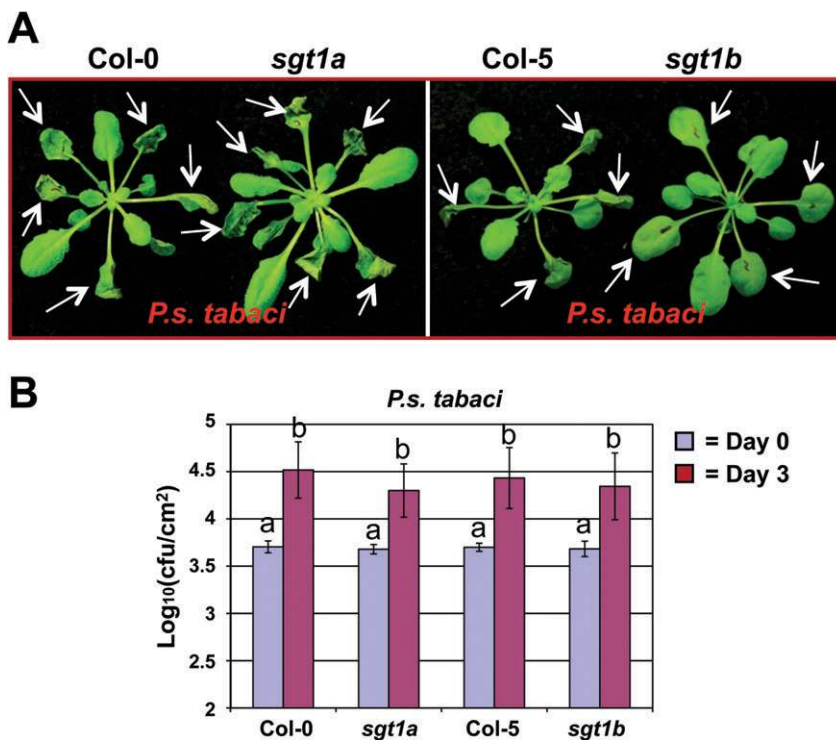 A
Col-0 sgt1a Col-5 sgt1b
P.s. tabaci P.s. tabaci
B
P.s. tabaci
Log10(cfu/cm²)
5
4.5
4
3.5
3
2.5
2
a b a b a b a b
Col-0 sgt1a Col-5 sgt1b
= Day 0
= Day 3